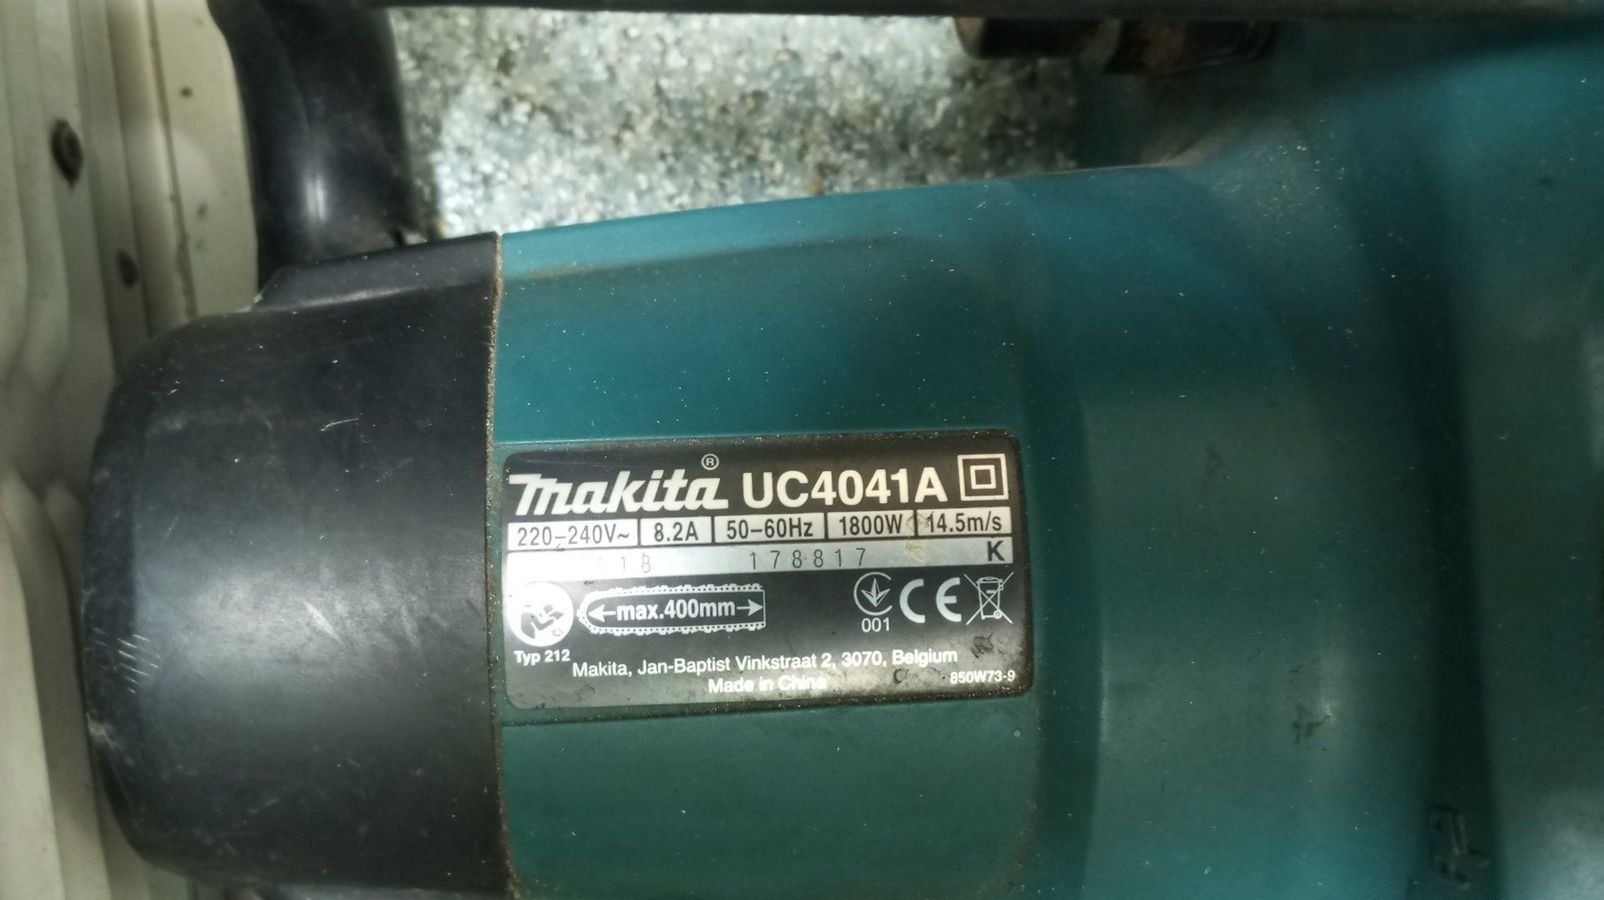 makita® UC4041A
220-240V~ 8.2A 50-60Hz 1800W 14.5m/s
178817 K
max.400mm
001 CE
Typ 212
Makita, Jan-Baptist Vinkstraat 2, 3070, Belgium
Made in China 850W73-9